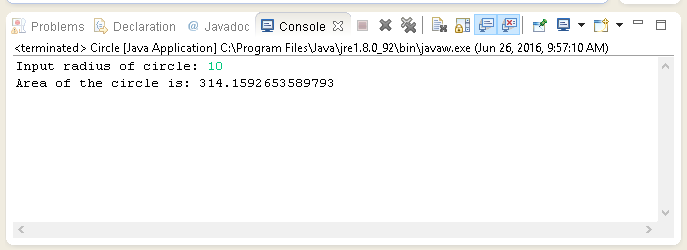 Problems @ Declaration @ Javadoc Console
<terminated> Circle [Java Application] C:\Program Files\Java\jre1.8.0_92\bin\javaw.exe (Jun 26, 2016, 9:57:10 AM)
Input radius of circle: 10
Area of the circle is: 314.1592653589793